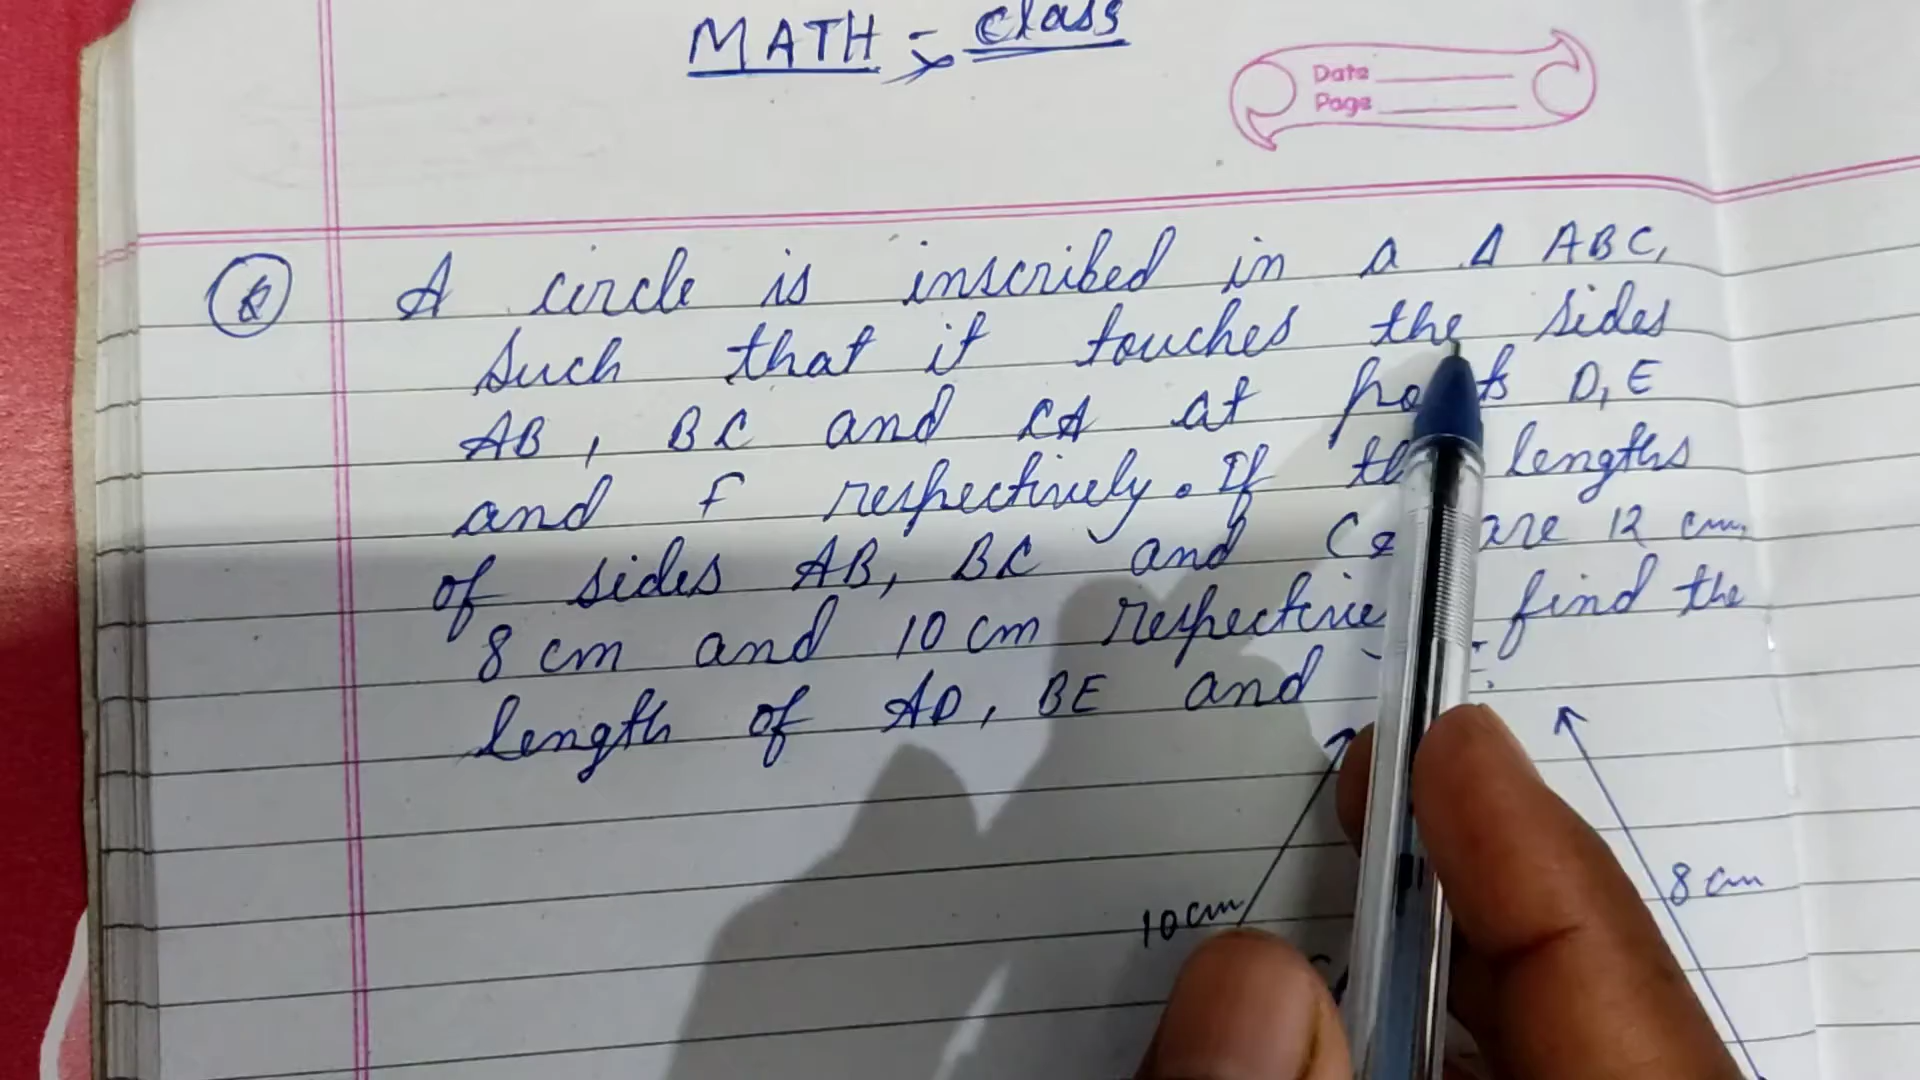 MATH → class
Date
Page
Q A circle is inscribed in a Δ ABC,
such that it touches the sides
AB, BC and CA at D, E
and F respectively. If lengths
of sides AB, BC and are 12 cm,
8 cm and 10 cm find the
length of AD, BE and
10 cm
8 cm